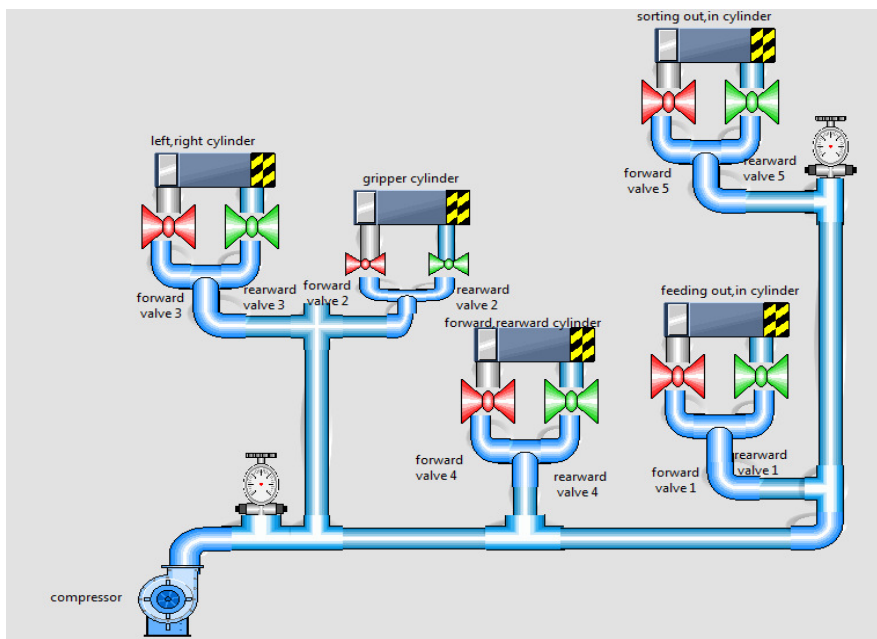 sorting out,in cylinder
left,right cylinder
rearward
valve 5
forward
valve 5
gripper cylinder
rearward
valve 3
forward
valve 2
rearward
valve 2
feeding out,in cylinder
forward
valve 3
forward,rearward cylinder
forward
valve 4
rearward
valve 1
forward
valve 1
rearward
valve 4
compressor